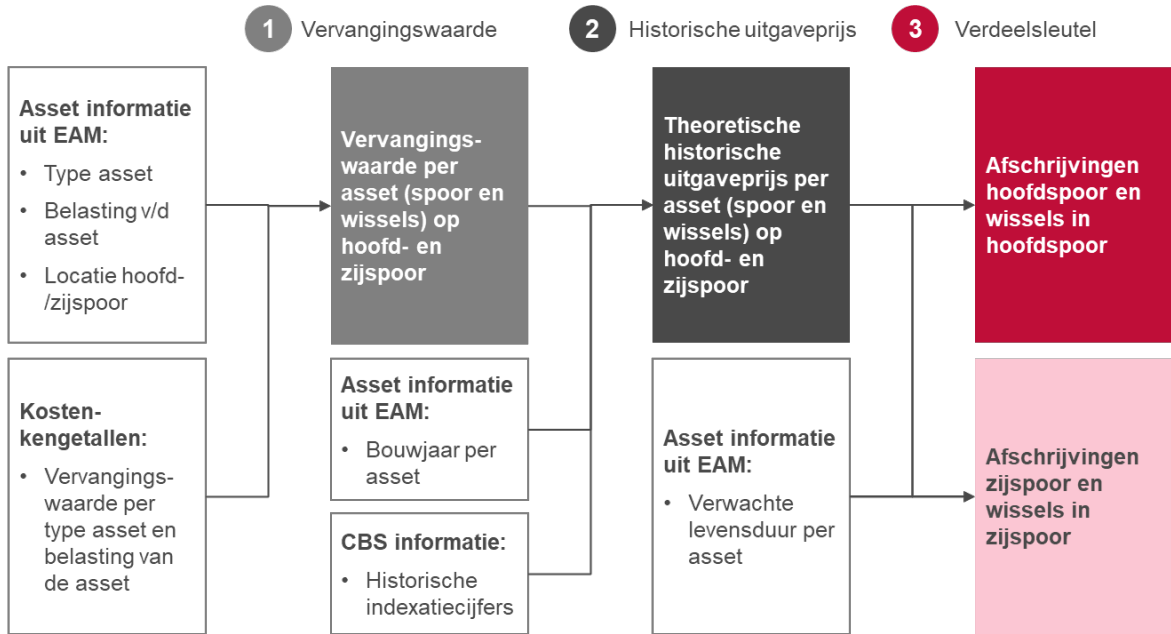 1 Vervangingswaarde
2 Historische uitgaveprijs
3 Verdeelsleutel
Asset informatie
uit EAM:
• Type asset
• Belasting v/d
asset
• Locatie hoofd-
/zijspoor
Kosten-
kengetallen:
• Vervangings-
waarde per
type asset en
belasting van
de asset
Vervangings-
waarde per
asset (spoor en
wissels) op
hoofd- en
zijspoor
Asset informatie
uit EAM:
• Bouwjaar per
asset
CBS informatie:
• Historische
indexatiecijfers
Theoretische
historische
uitgaveprijs per
asset (spoor en
wissels) op
hoofd- en
zijspoor
Asset informatie
uit EAM:
• Verwachte
levensduur per
asset
Afschrijvingen
hoofdspoor en
wissels in
hoofdspoor
Afschrijvingen
zijspoor en
wissels in
zijspoor